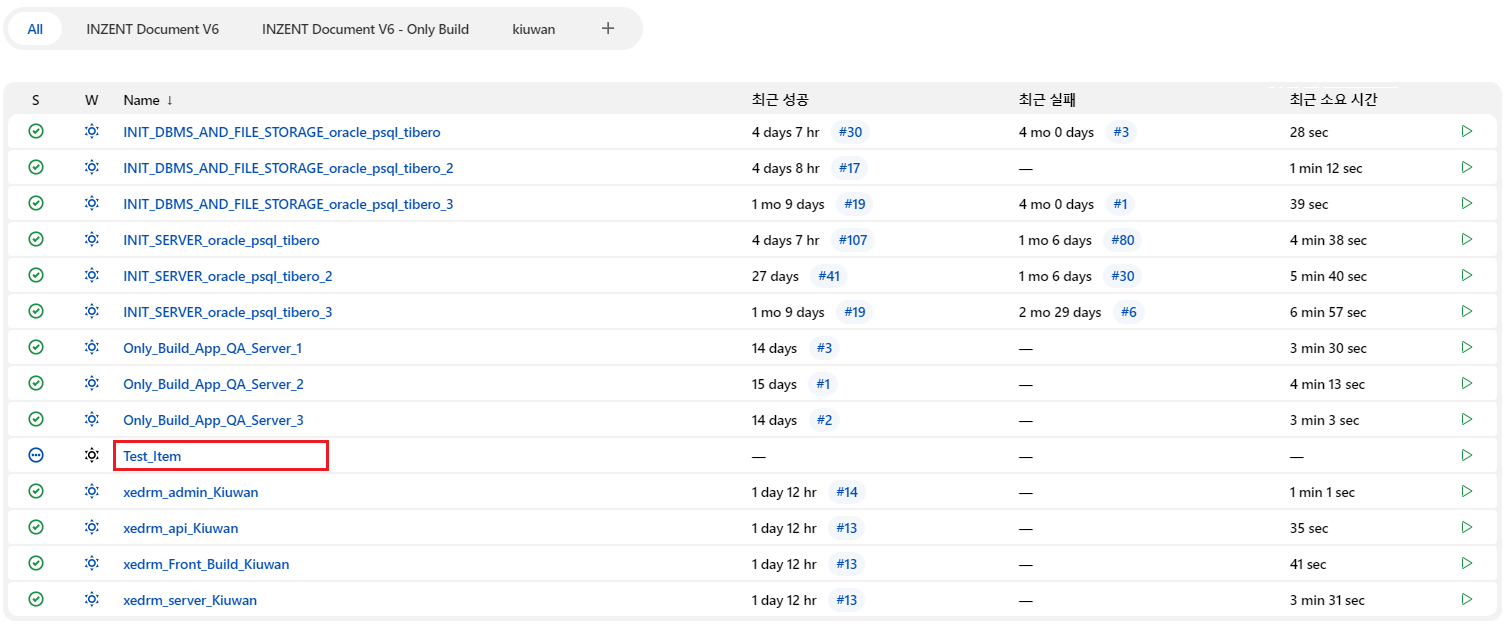 All INZENT Document V6 INZENT Document V6 - Only Build kiuwan +
S W Name ↓ 최근 성공 최근 실패 최근 소요 시간
INIT_DBMS_AND_FILE_STORAGE_oracle_psql_tibero 4 days 7 hr #30 4 mo 0 days #3 28 sec
INIT_DBMS_AND_FILE_STORAGE_oracle_psql_tibero_2 4 days 8 hr #17 — 1 min 12 sec
INIT_DBMS_AND_FILE_STORAGE_oracle_psql_tibero_3 1 mo 9 days #19 4 mo 0 days #1 39 sec
INIT_SERVER_oracle_psql_tibero 4 days 7 hr #107 1 mo 6 days #80 4 min 38 sec
INIT_SERVER_oracle_psql_tibero_2 27 days #41 1 mo 6 days #30 5 min 40 sec
INIT_SERVER_oracle_psql_tibero_3 1 mo 9 days #19 2 mo 29 days #6 6 min 57 sec
Only_Build_App_QA_Server_1 14 days #3 — 3 min 30 sec
Only_Build_App_QA_Server_2 15 days #1 — 4 min 13 sec
Only_Build_App_QA_Server_3 14 days #2 — 3 min 3 sec
Test_Item — — —
xedrm_admin_Kiuwan 1 day 12 hr #14 — 1 min 1 sec
xedrm_api_Kiuwan 1 day 12 hr #13 — 35 sec
xedrm_Front_Build_Kiuwan 1 day 12 hr #13 — 41 sec
xedrm_server_Kiuwan 1 day 12 hr #13 — 3 min 31 sec